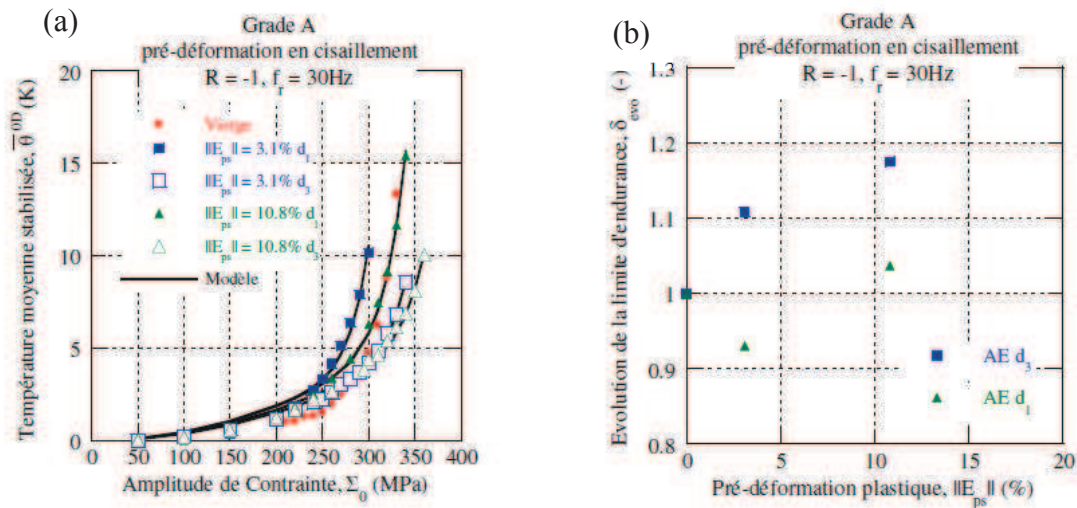 (a)
Grade A
pré-déformation en cisaillement
R = -1, f_r = 30Hz
Température moyenne stabilisée, θ̄^0D (K)
20
15
10
5
0
Vierge
||E_ps|| = 3.1% d_1
||E_ps|| = 3.1% d_3
||E_ps|| = 10.8% d_1
||E_ps|| = 10.8% d_3
Modèle
0 50 100 150 200 250 300 350 400
Amplitude de Contrainte, Σ_0 (MPa)
(b)
Grade A
pré-déformation en cisaillement
R = -1, f_r = 30Hz
Evolution de la limite d'endurance, δ_evo (-)
1.3
1.2
1.1
1
0.9
0.8
AE d_3
AE d_1
0 5 10 15 20
Pré-déformation plastique, ||E_ps|| (%)